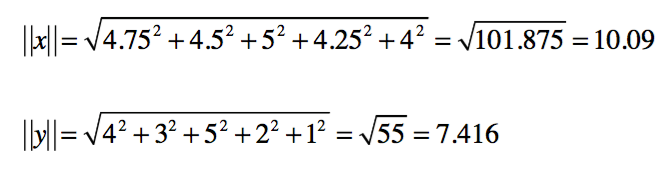 ||x|| = √4.75² + 4.5² + 5² + 4.25² + 4² = √101.875 = 10.09
||y|| = √4² + 3² + 5² + 2² + 1² = √55 = 7.416